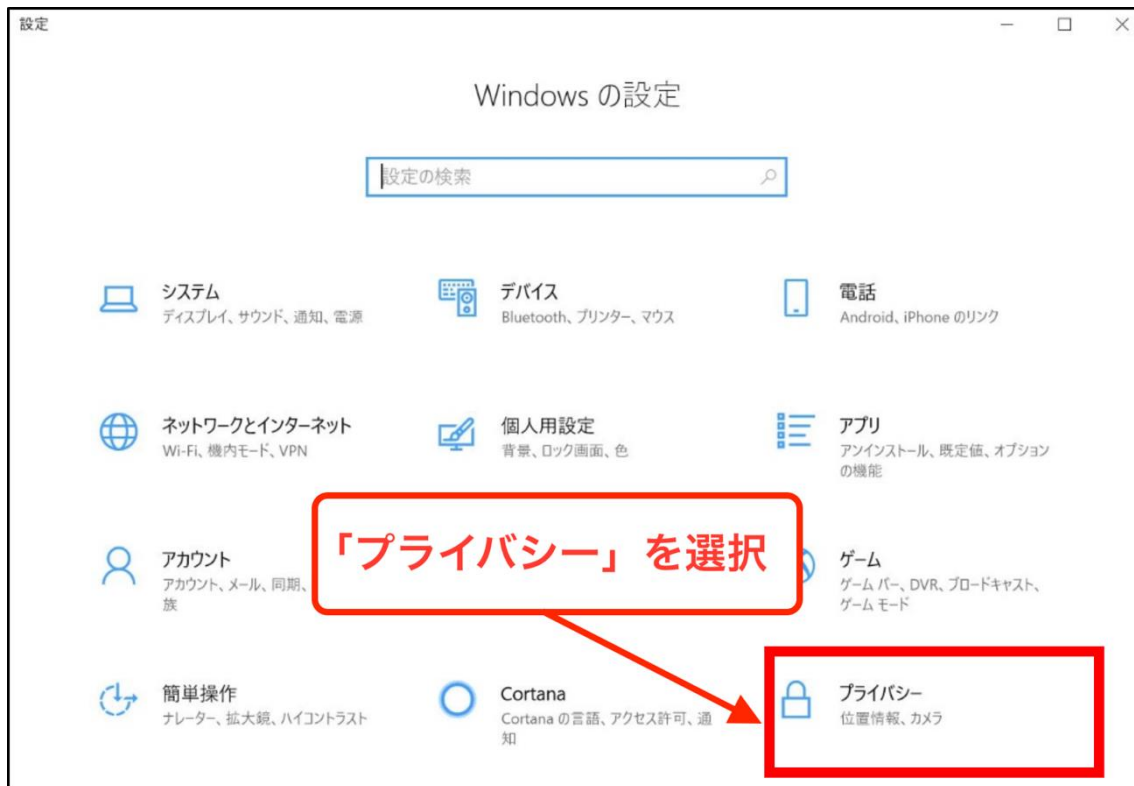 設定
Windows の設定
設定の検索
システム
ディスプレイ、サウンド、通知、電源
デバイス
Bluetooth、プリンター、マウス
電話
Android、iPhone のリンク
ネットワークとインターネット
Wi-Fi、機内モード、VPN
個人用設定
背景、ロック画面、色
アプリ
アンインストール、既定値、オプション
の機能
アカウント
アカウント、メール、同期、
族
「プライバシー」を選択
ゲーム
ゲーム バー、DVR、ブロードキャスト、
ゲーム モード
簡単操作
ナレーター、拡大鏡、ハイコントラスト
Cortana
Cortana の言語、アクセス許可、通
知
プライバシー
位置情報、カメラ